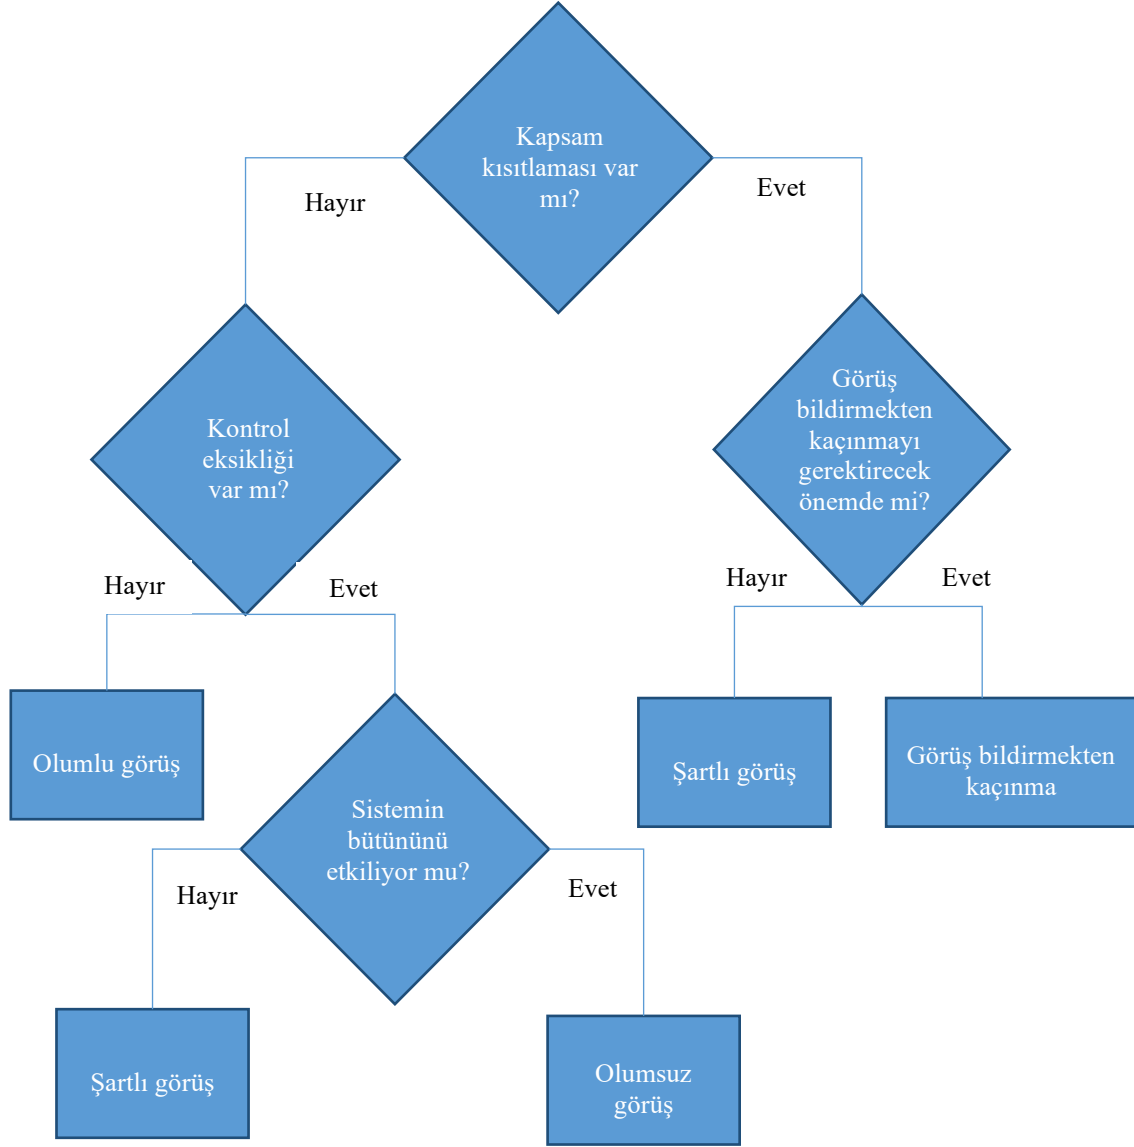 Kapsam
kısıtlaması var
mı?
Hayır
Evet
Kontrol
eksikliği
var mı?
Görüş
bildirmekten
kaçınmayı
gerektirecek
önemde mi?
Hayır
Evet
Hayır
Evet
Olumlu görüş
Sistemin
bütününü
etkiliyor mu?
Şartlı görüş
Görüş bildirmekten
kaçınma
Hayır
Evet
Şartlı görüş
Olumsuz
görüş